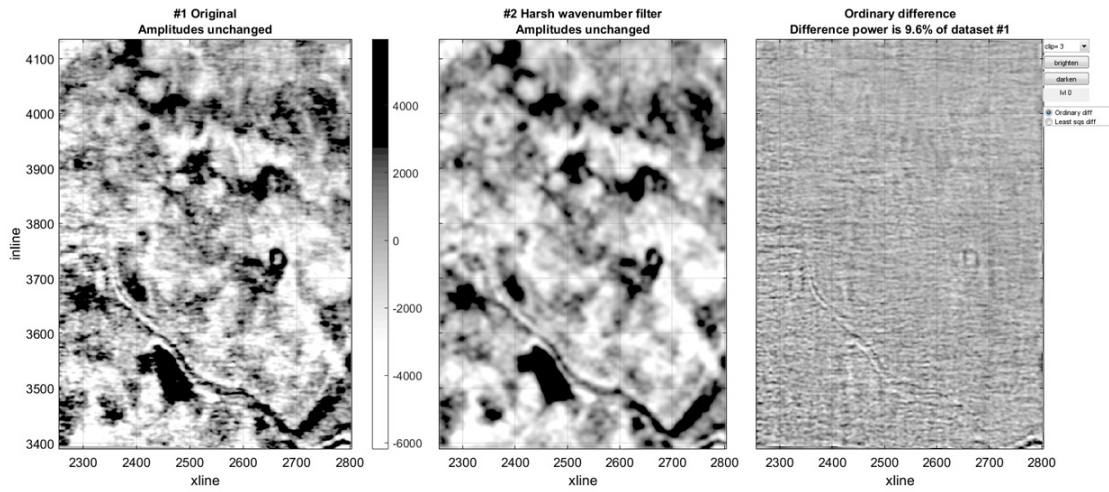 #1 Original
Amplitudes unchanged
4100
4000
3900
3800
3700
3600
3500
3400
inline
2300 2400 2500 2600 2700 2800
xline
4000
2000
0
-2000
-4000
-6000
#2 Harsh wavenumber filter
Amplitudes unchanged
2300 2400 2500 2600 2700 2800
xline
Ordinary difference
Difference power is 9.6% of dataset #1
2300 2400 2500 2600 2700 2800
xline
clip= 3
brighten
darken
lvl 0
Ordinary diff
Least sqs diff